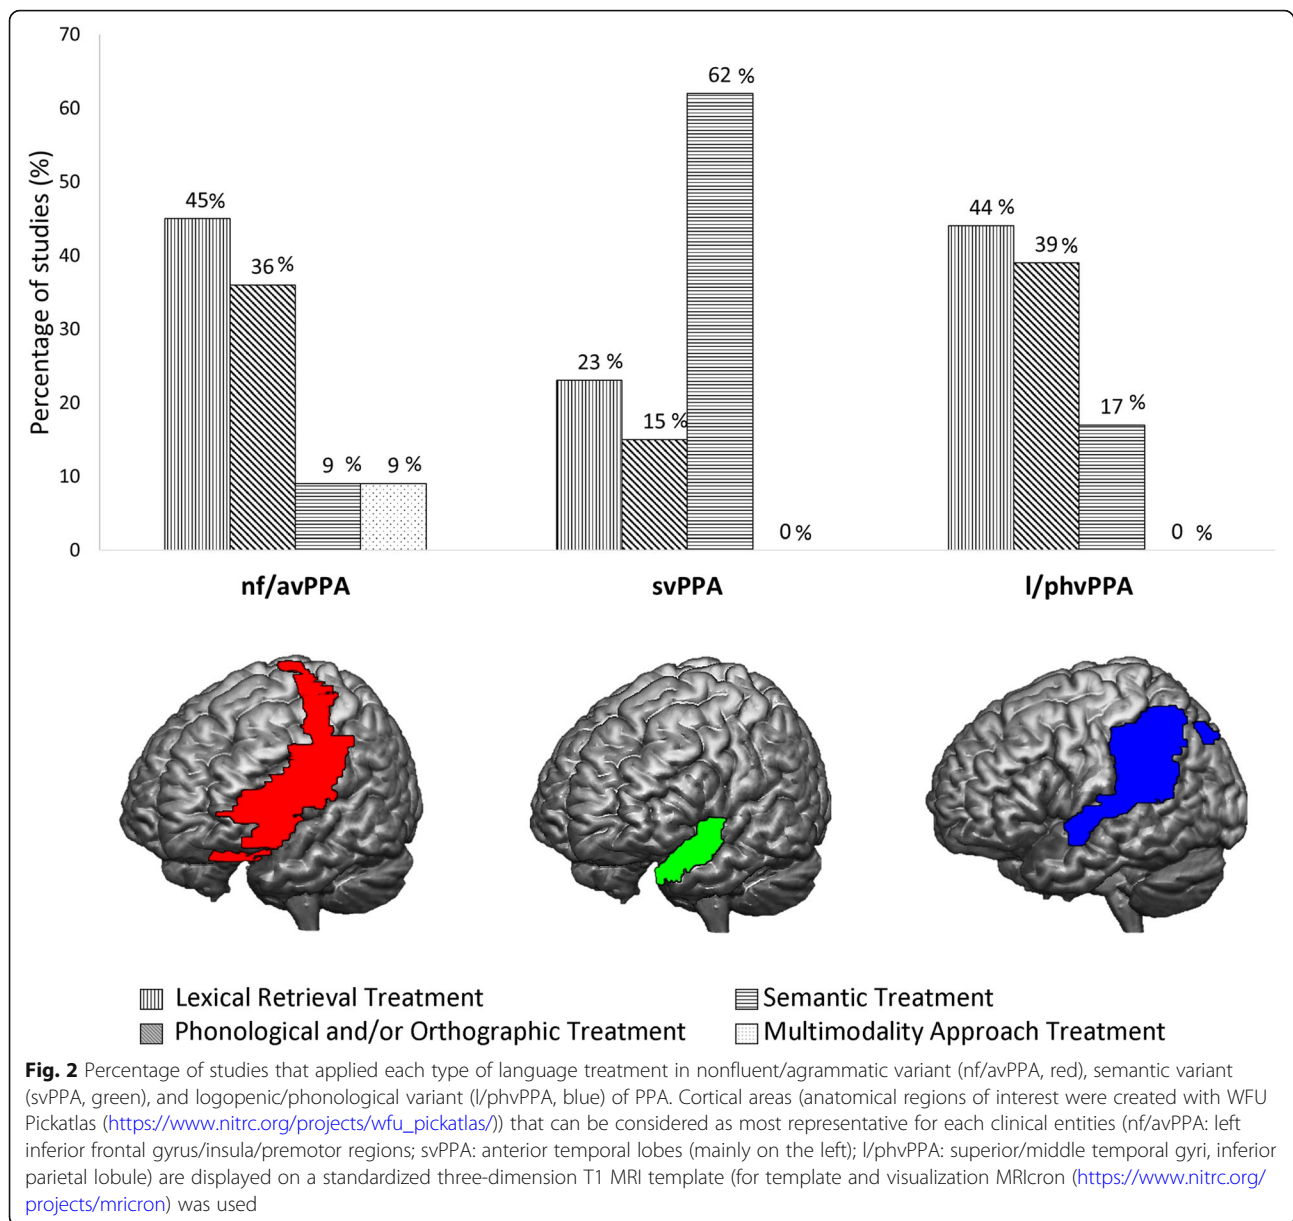 70
60
50
40
30
20
10
0
Percentage of studies (%)
45%
36 %
9 %
9 %
23 %
15 %
62 %
0 %
44 %
39 %
17 %
0 %
nf/avPPA
svPPA
l/phvPPA
Lexical Retrieval Treatment
Semantic Treatment
Phonological and/or Orthographic Treatment
Multimodality Approach Treatment
Fig. 2 Percentage of studies that applied each type of language treatment in nonfluent/agrammatic variant (nf/avPPA, red), semantic variant
(svPPA, green), and logopenic/phonological variant (l/phvPPA, blue) of PPA. Cortical areas (anatomical regions of interest were created with WFU
Pickatlas (https://www.nitrc.org/projects/wfu_pickatlas/)) that can be considered as most representative for each clinical entities (nf/avPPA: left
inferior frontal gyrus/insula/premotor regions; svPPA: anterior temporal lobes (mainly on the left); l/phvPPA: superior/middle temporal gyri, inferior
parietal lobule) are displayed on a standardized three-dimension T1 MRI template (for template and visualization MRIcron (https://www.nitrc.org/
projects/mricron) was used